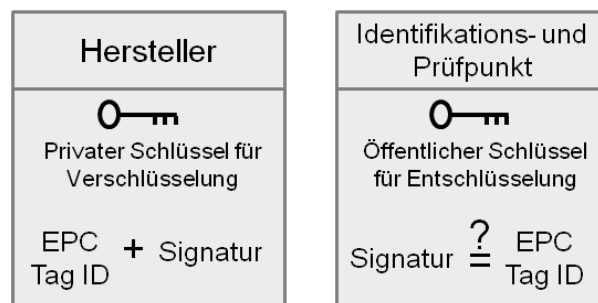 Hersteller
Privater Schlüssel für
Verschlüsselung
EPC
Tag ID + Signatur
Identifikations- und
Prüfpunkt
Öffentlicher Schlüssel
für Entschlüsselung
Signatur ?= EPC
Tag ID